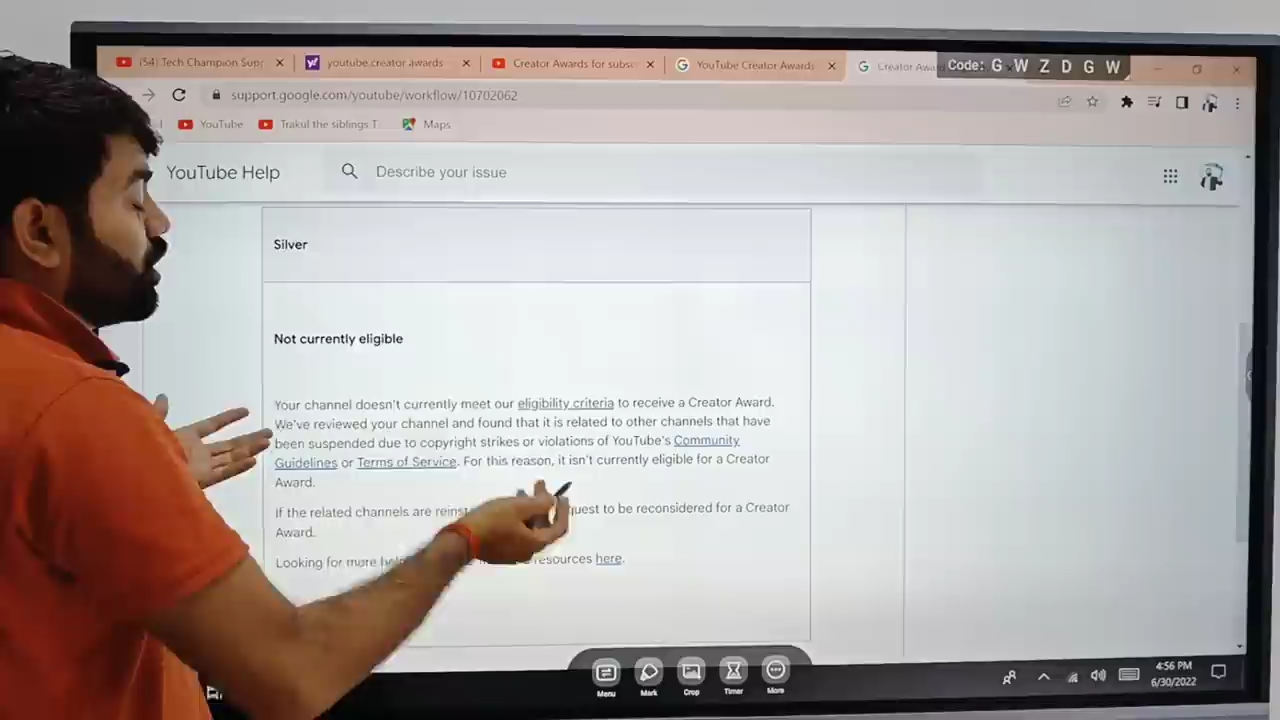 (54) Tech Champion Supp
youtube creator awards
Creator Awards for subsc
YouTube Creator Awards
Creator Awa
Code: G W Z D G W
support.google.com/youtube/workflow/10702062
YouTube
Trakul the siblings T
Maps
YouTube Help
Describe your issue
Silver
Not currently eligible
Your channel doesn't currently meet our eligibility criteria to receive a Creator Award.
We've reviewed your channel and found that it is related to other channels that have
been suspended due to copyright strikes or violations of YouTube's Community
Guidelines or Terms of Service. For this reason, it isn't currently eligible for a Creator
Award.
If the related channels are reinst quest to be reconsidered for a Creator
Award.
Looking for more hel resources here.
Menu
Mark
Crop
Timer
More
4:56 PM
6/30/2022